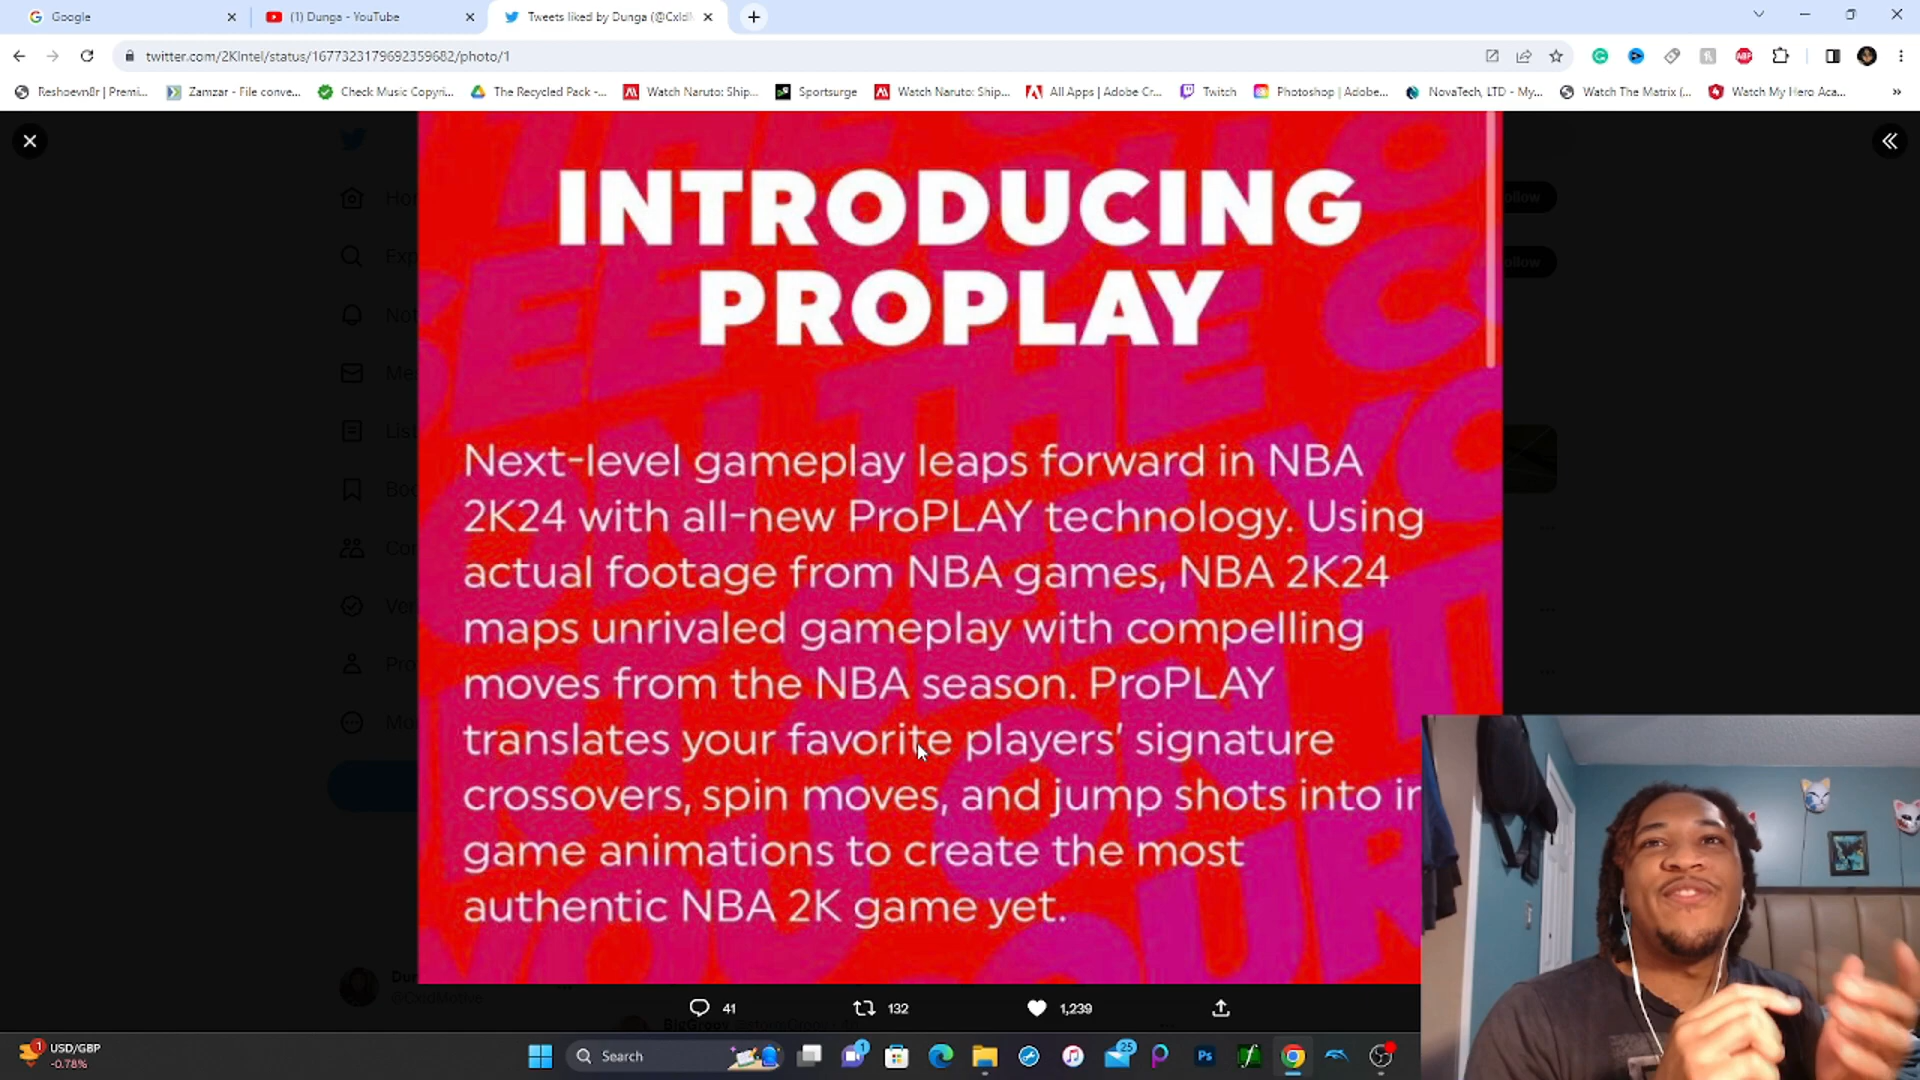 Google
(1) Dunga - YouTube
Tweets liked by Dunga (@Cxld
twitter.com/2KIntel/status/1677323179692359682/photo/1
Reshoevn8r | Premi...
Zamzar - File conve...
Check Music Copyri...
The Recycled Pack -...
Watch Naruto: Ship...
Sportsurge
Watch Naruto: Ship...
All Apps | Adobe Cr...
Twitch
Photoshop | Adobe...
NovaTech, LTD - My...
Watch The Matrix (...
Watch My Hero Aca...
INTRODUCING
PROPLAY
Next-level gameplay leaps forward in NBA
2K24 with all-new ProPLAY technology. Using
actual footage from NBA games, NBA 2K24
maps unrivaled gameplay with compelling
moves from the NBA season. ProPLAY
translates your favorite players' signature
crossovers, spin moves, and jump shots into in
game animations to create the most
authentic NBA 2K game yet.
41
132
1,239
USD/GBP
-0.78%
Search
1
25